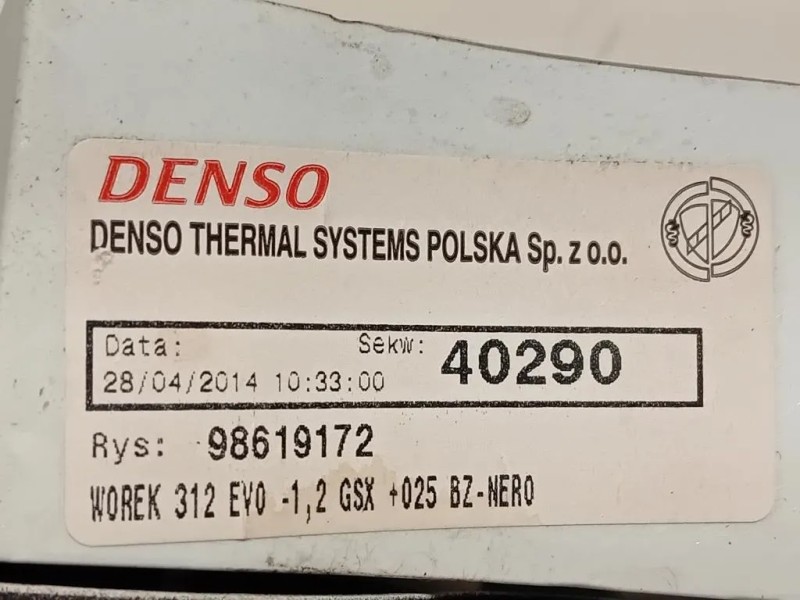 DENSO
DENSO THERMAL SYSTEMS POLSKA Sp. z o.o.
Data: Sekw: 40290
28/04/2014 10:33:00
Rys: 98619172
WOREK 312 EVO -1,2 GSX +025 BZ-NERO